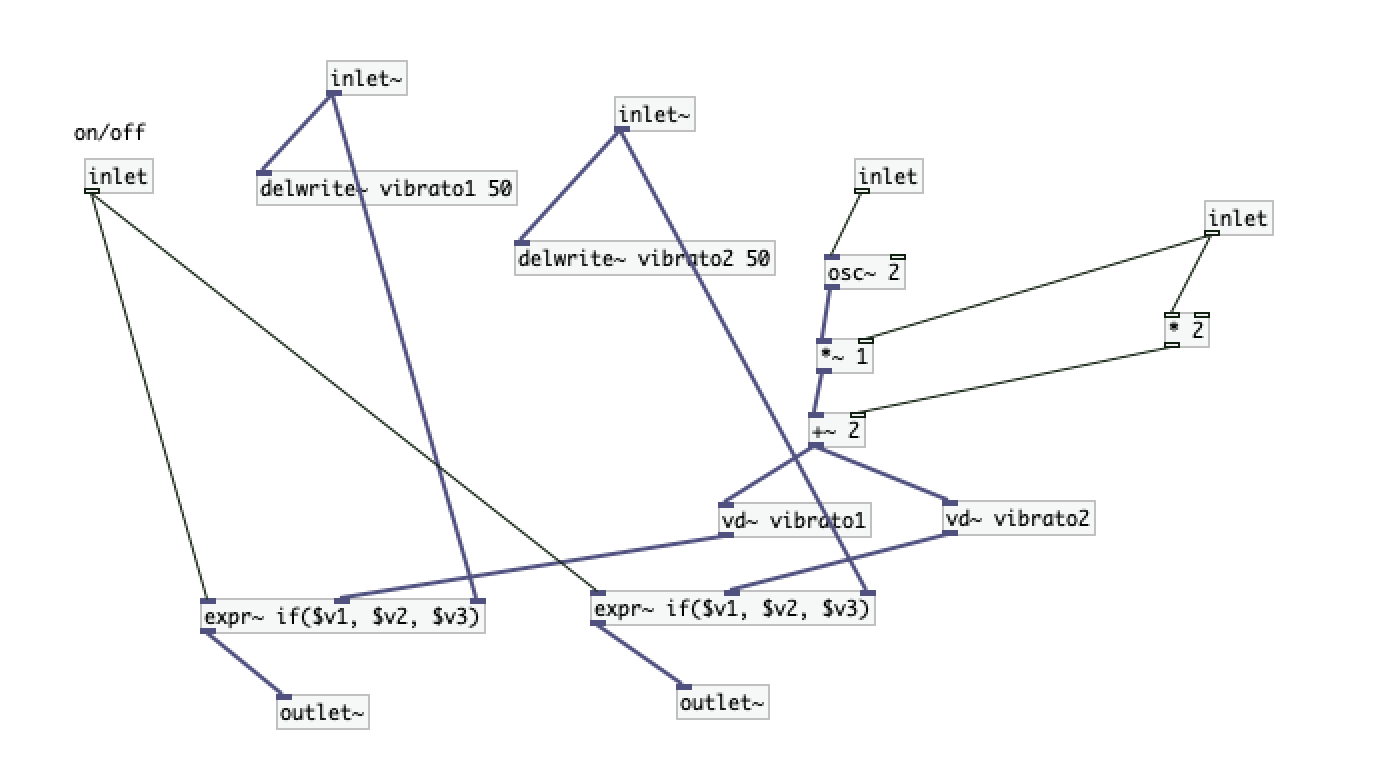 inlet~
inlet~
on/off
inlet
delwrite~ vibrato1 50
inlet
inlet
delwrite~ vibrato2 50
osc~ 2
* 2
*~ 1
+~ 2
vd~ vibrato1
vd~ vibrato2
expr~ if($v1, $v2, $v3)
expr~ if($v1, $v2, $v3)
outlet~
outlet~